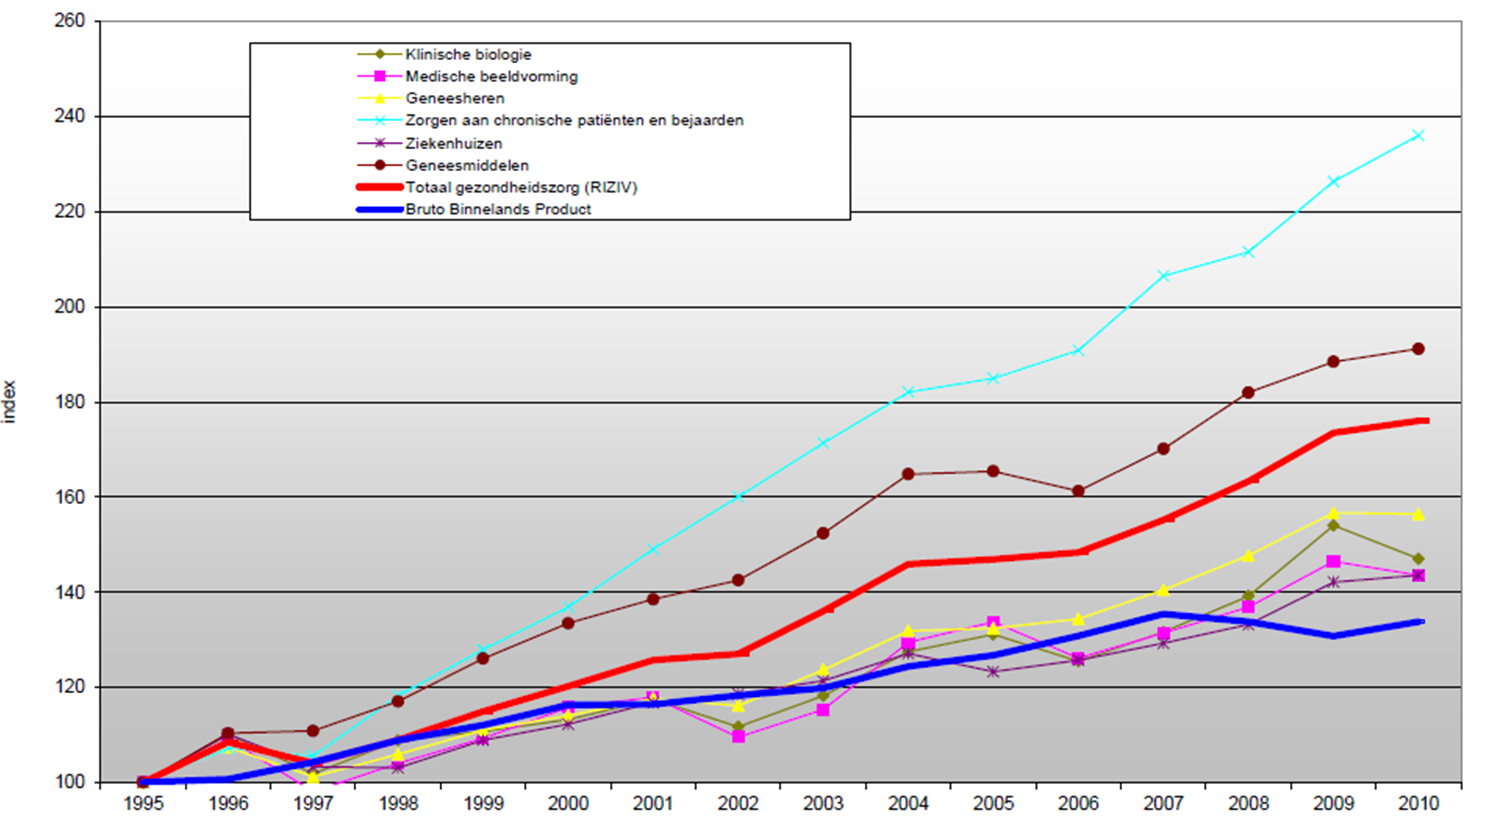 260
240
220
200
180
160
140
120
100
index
Klinische biologie
Medische beeldvorming
Geneesheren
Zorgen aan chronische patiënten en bejaarden
Ziekenhuizen
Geneesmiddelen
Totaal gezondheidszorg (RIZIV)
Bruto Binnelands Product
1995 1996 1997 1998 1999 2000 2001 2002 2003 2004 2005 2006 2007 2008 2009 2010